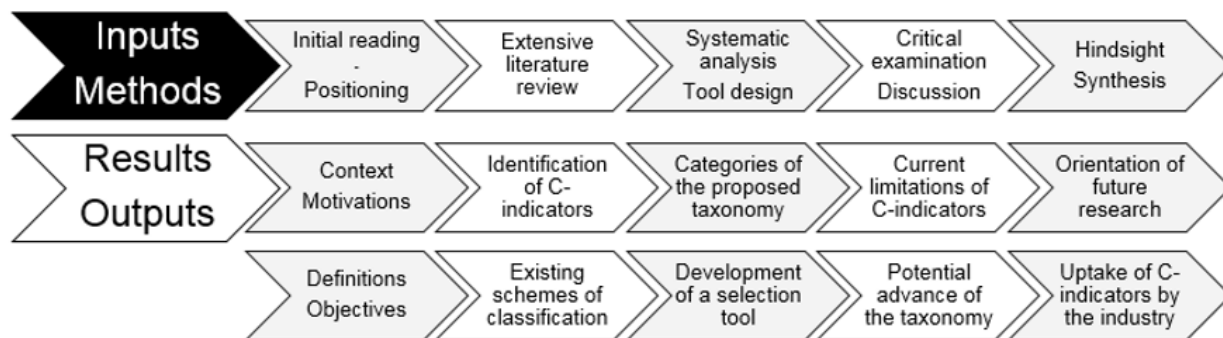 Inputs
Methods
Initial reading
-
Positioning
Extensive
literature
review
Systematic
analysis
Tool design
Critical
examination
Discussion
Hindsight
Synthesis
Results
Outputs
Context
Motivations
Identification
of C-
indicators
Categories of
the proposed
taxonomy
Current
limitations of
C-indicators
Orientation of
future
research
Definitions
Objectives
Existing
schemes of
classification
Development
of a selection
tool
Potential
advance of
the taxonomy
Uptake of C-
indicators by
the industry